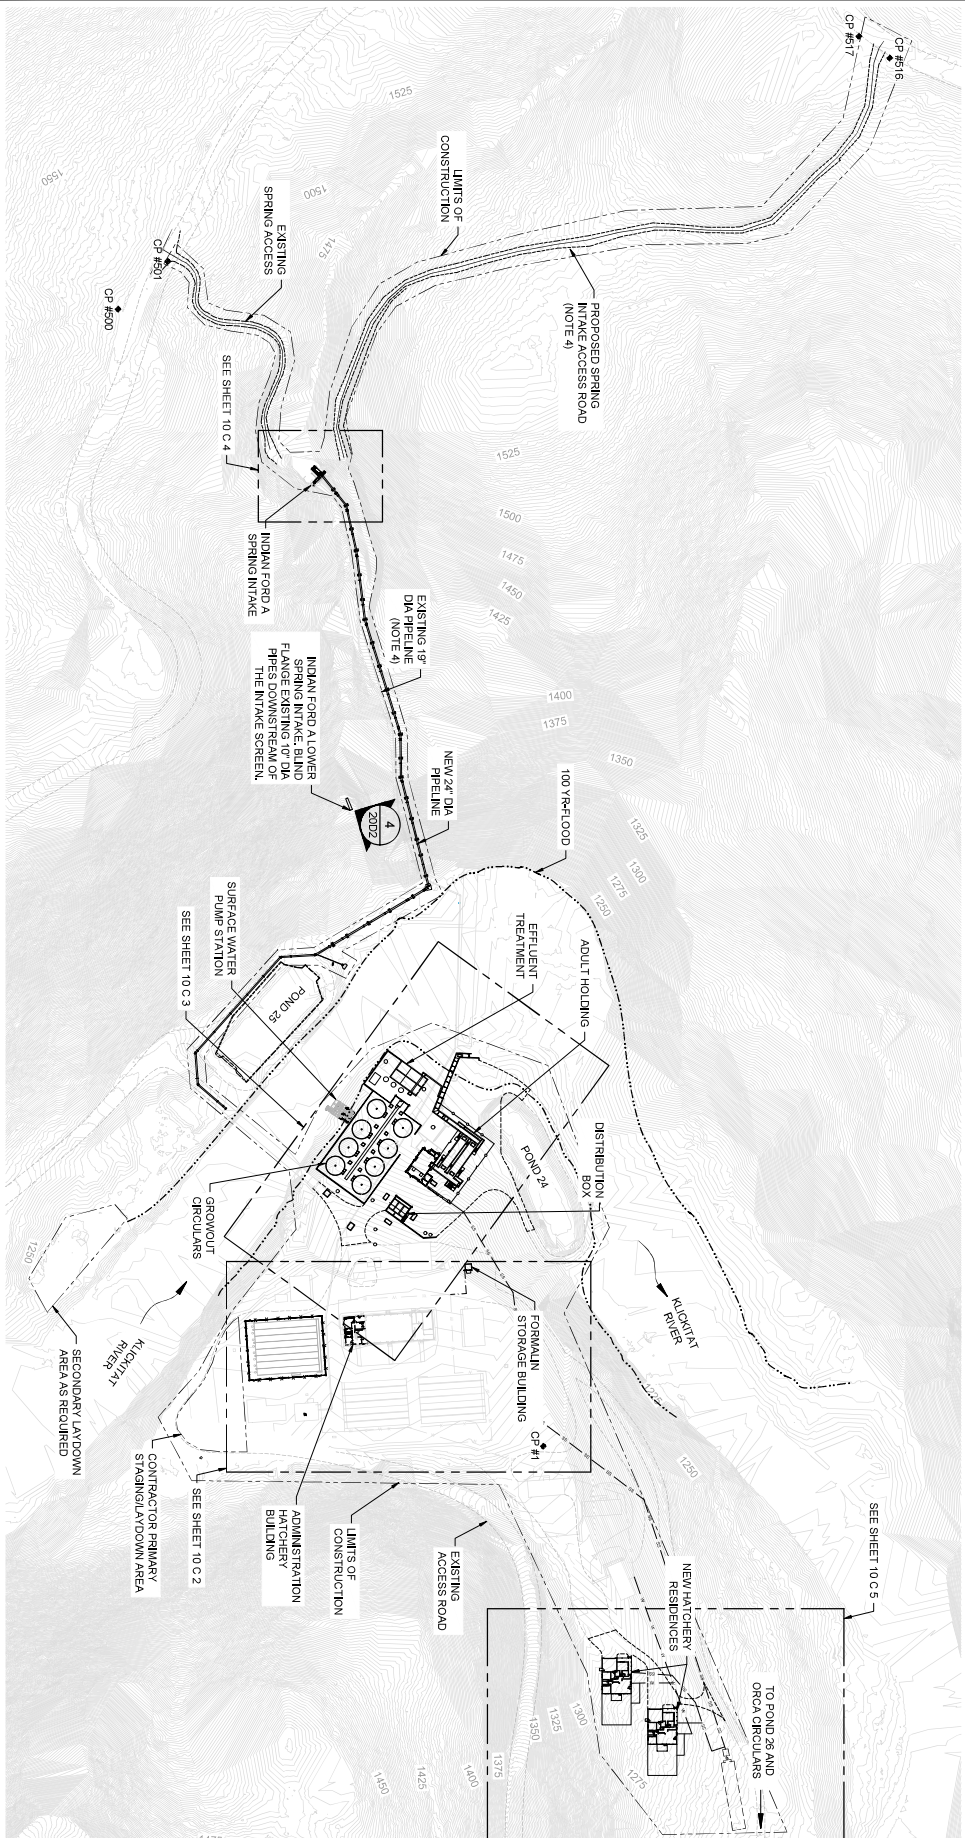 CP #517
CP #516
1525
1550
1500
1475
LIMITS OF
CONSTRUCTION
EXISTING
SPRING ACCESS
CP #501
CP #500
PROPOSED SPRING
INTAKE ACCESS ROAD
(NOTE 4)
SEE SHEET 10 C 4
INDIAN FORD A
SPRING INTAKE
1525
1500
1475
1450
1425
1400
1375
1350
1325
1300
1275
1250
EXISTING 19"
DIA PIPELINE
(NOTE 4)
INDIAN FORD A LOWER
SPRING INTAKE. BLIND
FLANGE EXISTING 10" DIA
PIPES DOWNSTREAM OF
THE INTAKE SCREEN.
NEW 24" DIA
PIPELINE
4
20D2
100 YR-FLOOD
SURFACE WATER
PUMP STATION
SEE SHEET 10 C 3
POND 25
EFFLUENT
TREATMENT
ADULT HOLDING
POND 24
DISTRIBUTION
BOX
GROWOUT
CIRCULARS
1250
KLICKITAT
RIVER
KLICKITAT
RIVER
SECONDARY LAYDOWN
AREA AS REQUIRED
FORMALIN
STORAGE BUILDING
CP #1
1275
1250
CONTRACTOR PRIMARY
STAGING/LAYDOWN AREA
SEE SHEET 10 C 2
ADMINISTRATION
HATCHERY
BUILDING
LIMITS OF
CONSTRUCTION
EXISTING
ACCESS ROAD
SEE SHEET 10 C 5
NEW HATCHERY
RESIDENCES
TO POND 26 AND
ORCA CIRCULARS
1275
1300
1325
1350
1375
1400
1425
1450